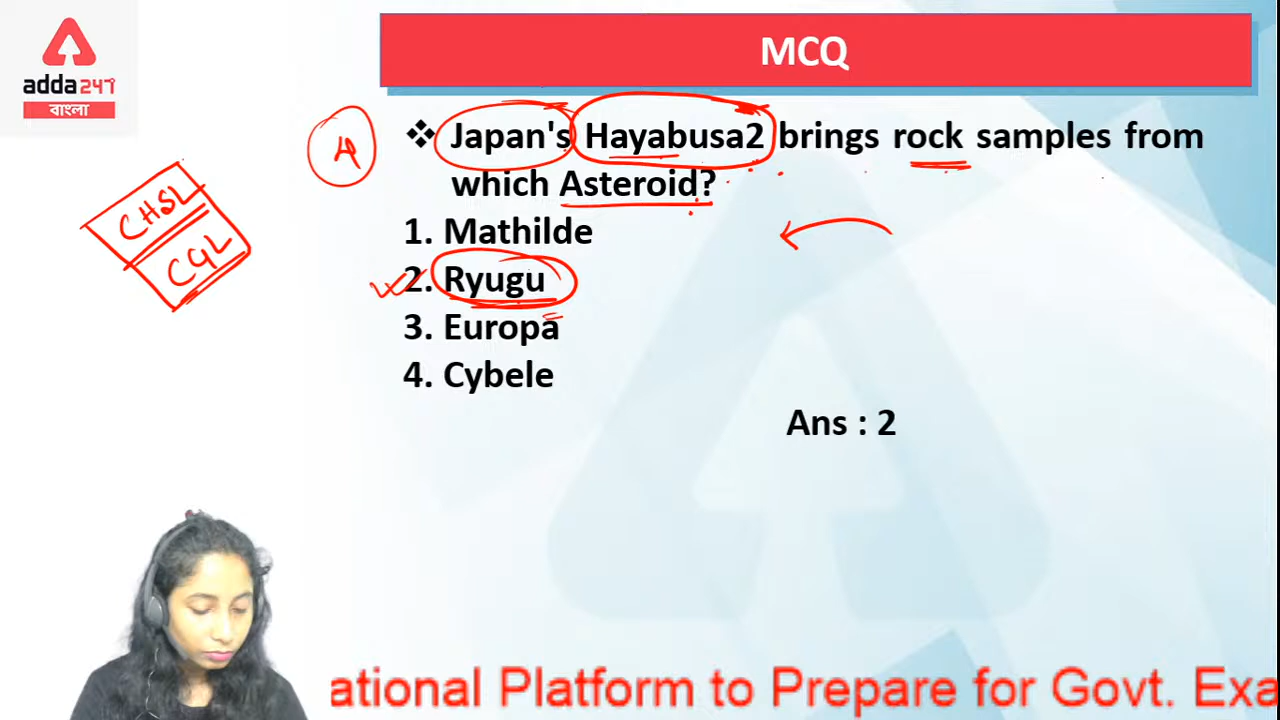 adda247
বাংলা
MCQ
4
❖ Japan's Hayabusa2 brings rock samples from
which Asteroid?
CHSL
CGL
1. Mathilde
2. Ryugu
3. Europa
4. Cybele
Ans : 2
ational Platform to Prepare for Govt. Exa